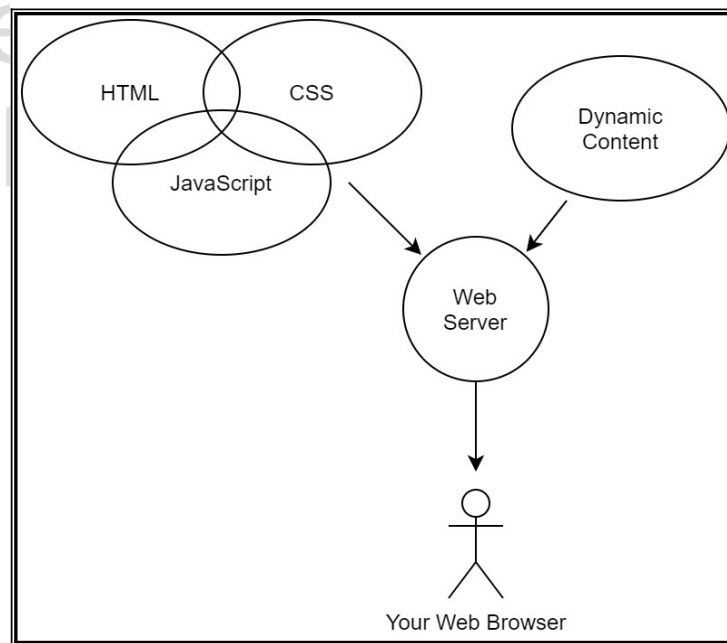 HTML
CSS
Dynamic
Content
JavaScript
Web
Server
Your Web Browser